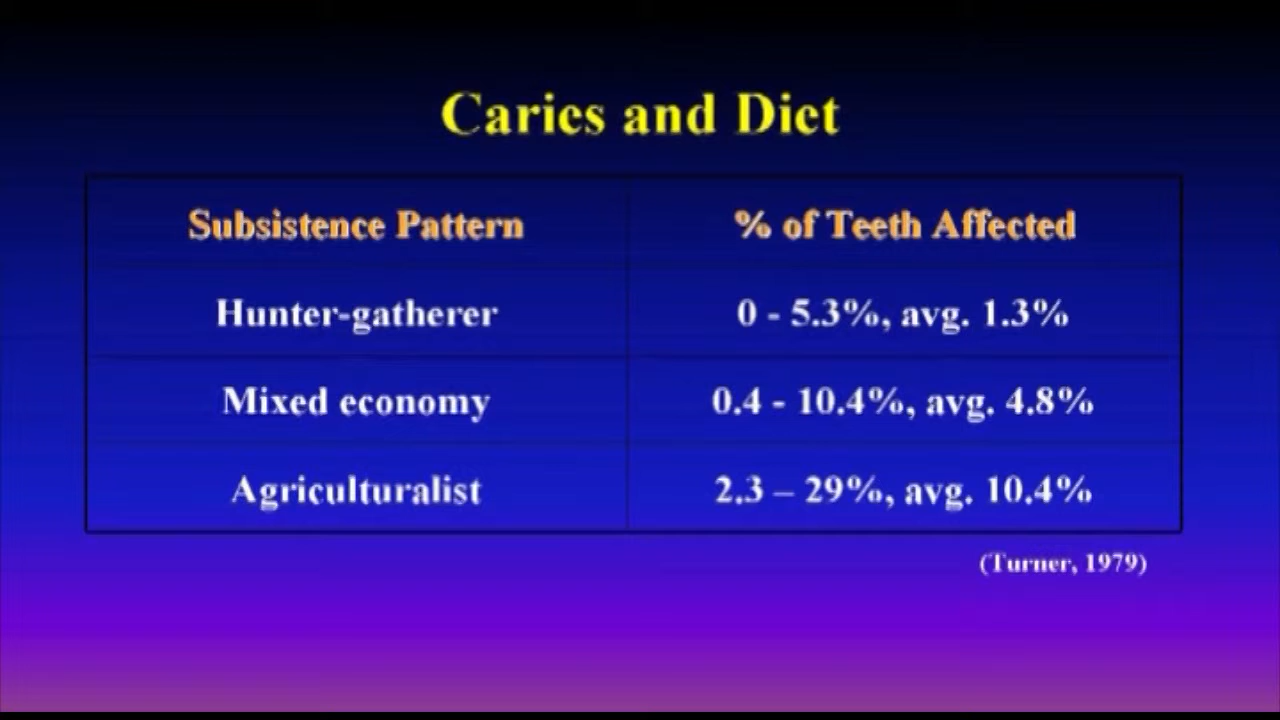 Caries and Diet
Subsistence Pattern
% of Teeth Affected
Hunter-gatherer
0 - 5.3%, avg. 1.3%
Mixed economy
0.4 - 10.4%, avg. 4.8%
Agriculturalist
2.3 – 29%, avg. 10.4%
(Turner, 1979)